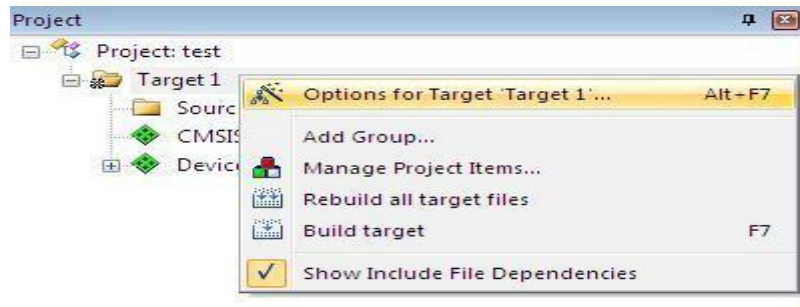 Project
Project: test
Target 1
Options for Target 'Target 1'... Alt+F7
Sourc
CMSIS
Add Group...
Devic
Manage Project Items...
Rebuild all target files
Build target F7
Show Include File Dependencies